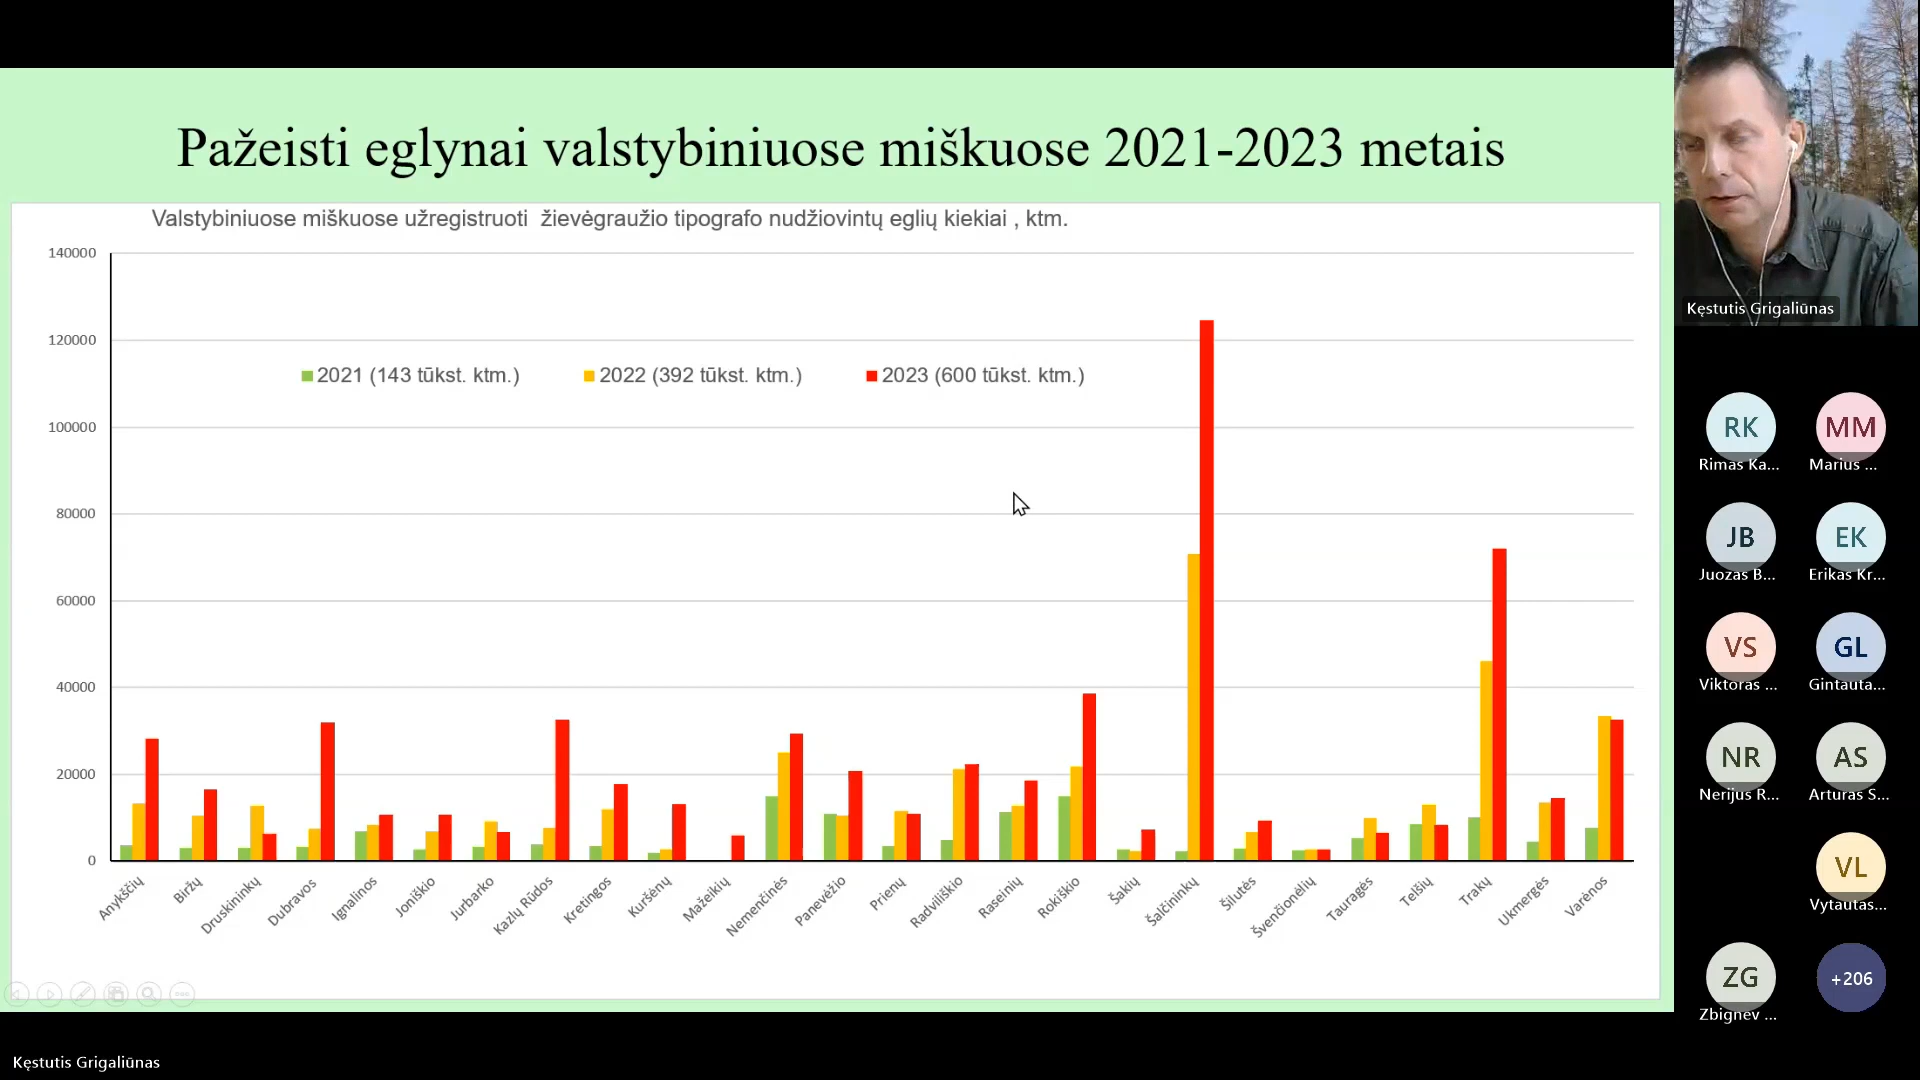 Pažeisti eglynai valstybiniuose miškuose 2021-2023 metais
Valstybiniuose miškuose užregistruoti žievėgraužio tipografo nudžiovintų eglių kiekiai , ktm.
140000
120000
100000
80000
60000
40000
20000
0
2021 (143 tūkst. ktm.)
2022 (392 tūkst. ktm.)
2023 (600 tūkst. ktm.)
Anykščių
Biržų
Druskininkų
Dubravos
Ignalinos
Joniškio
Jurbarko
Kazlų Rūdos
Kretingos
Kuršėnų
Mažeikių
Nemenčinės
Panevėžio
Prienų
Radviliškio
Raseinių
Rokiškio
Šakių
Šalčininkų
Šilutės
Švenčionėlių
Tauragės
Telšių
Trakų
Ukmergės
Varėnos
Kęstutis Grigaliūnas
RK
Rimas Ka...
MM
Marius ...
JB
Juozas B...
EK
Erikas Kr...
VS
Viktoras ...
GL
Gintauta...
NR
Nerijus R...
AS
Arturas S...
VL
Vytautas...
ZG
Zbignev ...
+206
Kęstutis Grigaliūnas